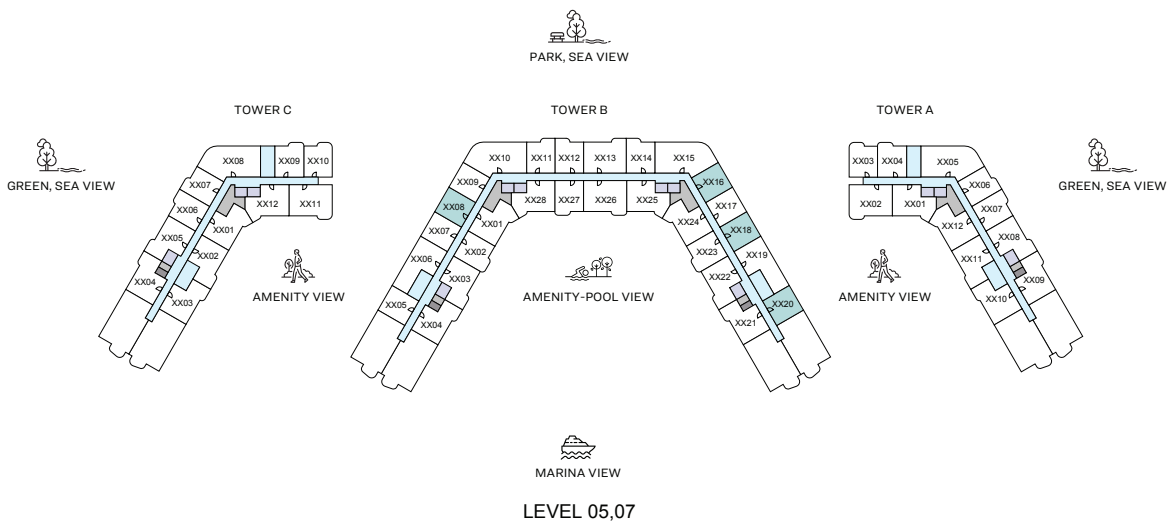 PARK, SEA VIEW
TOWER C
TOWER B
TOWER A
GREEN, SEA VIEW
GREEN, SEA VIEW
XX08
XX09
XX10
XX07
XX12
XX11
XX06
XX01
XX05
XX02
XX04
XX03
XX10
XX11
XX12
XX13
XX14
XX15
XX09
XX16
XX28
XX27
XX26
XX25
XX08
XX01
XX24
XX17
XX07
XX02
XX23
XX18
XX06
XX03
XX22
XX19
XX05
XX04
XX21
XX20
XX03
XX04
XX05
XX02
XX01
XX06
XX12
XX07
XX11
XX08
XX10
XX09
AMENITY VIEW
AMENITY-POOL VIEW
AMENITY VIEW
MARINA VIEW
LEVEL 05,07